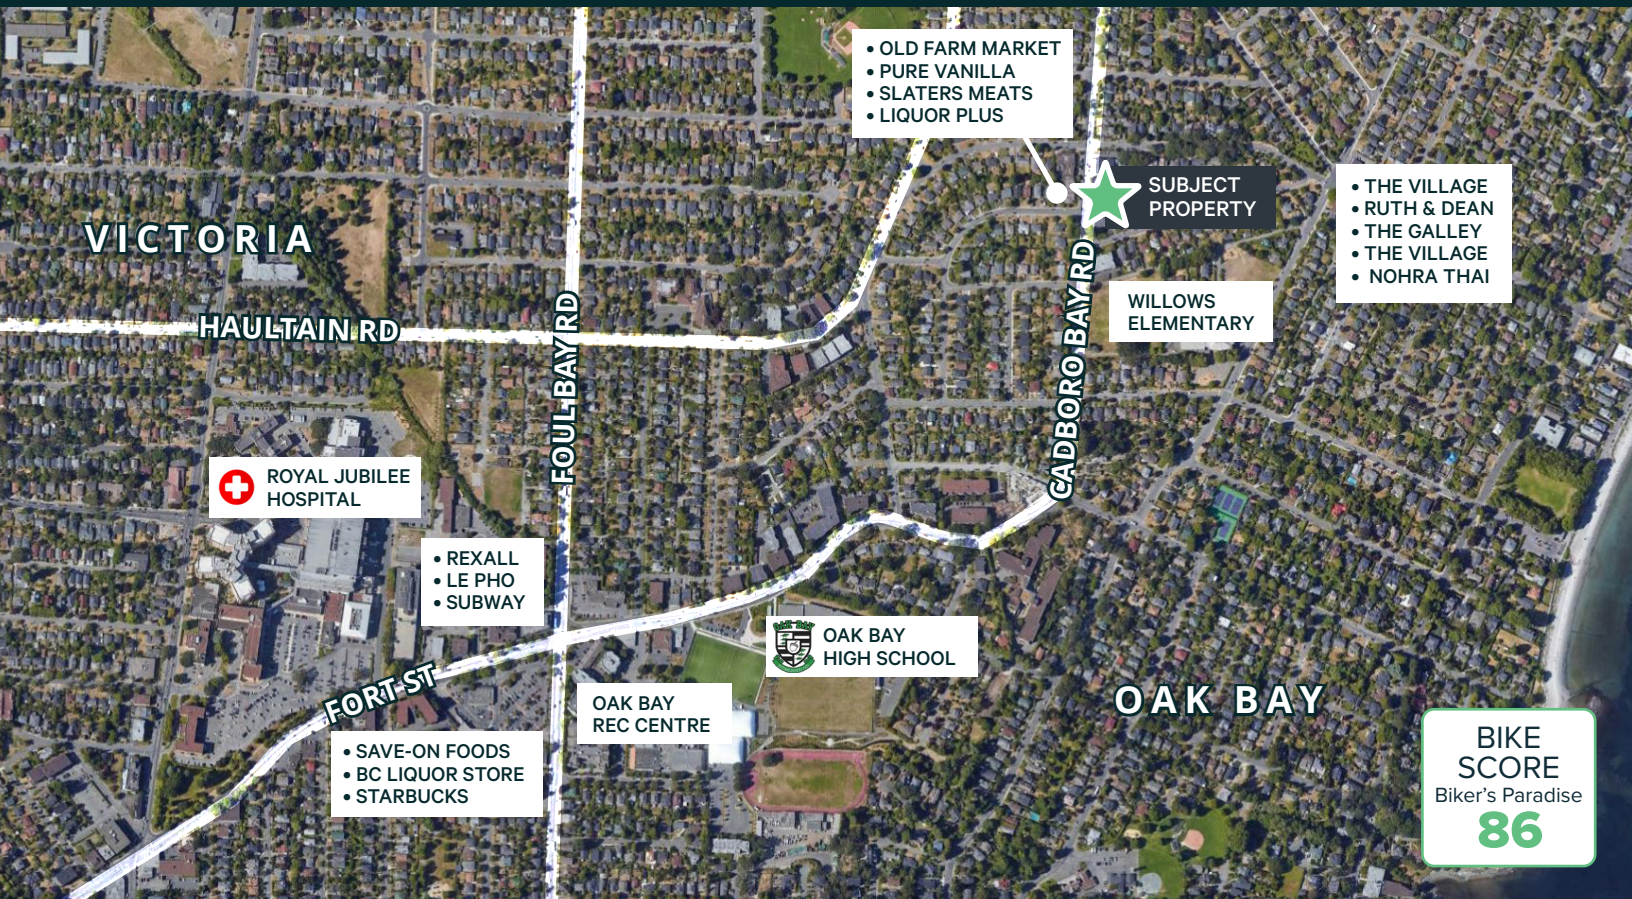 • OLD FARM MARKET
• PURE VANILLA
• SLATERS MEATS
• LIQUOR PLUS
SUBJECT
PROPERTY
• THE VILLAGE
• RUTH & DEAN
• THE GALLEY
• THE VILLAGE
• NOHRA THAI
VICTORIA
HAULTAIN RD
FOUL BAY RD
CADBORO BAY RD
WILLOWS
ELEMENTARY
ROYAL JUBILEE
HOSPITAL
• REXALL
• LE PHO
• SUBWAY
OAK BAY
OAK BAY
HIGH SCHOOL
FORT ST
OAK BAY
REC CENTRE
OAK BAY
• SAVE-ON FOODS
• BC LIQUOR STORE
• STARBUCKS
BIKE
SCORE
Biker's Paradise
86